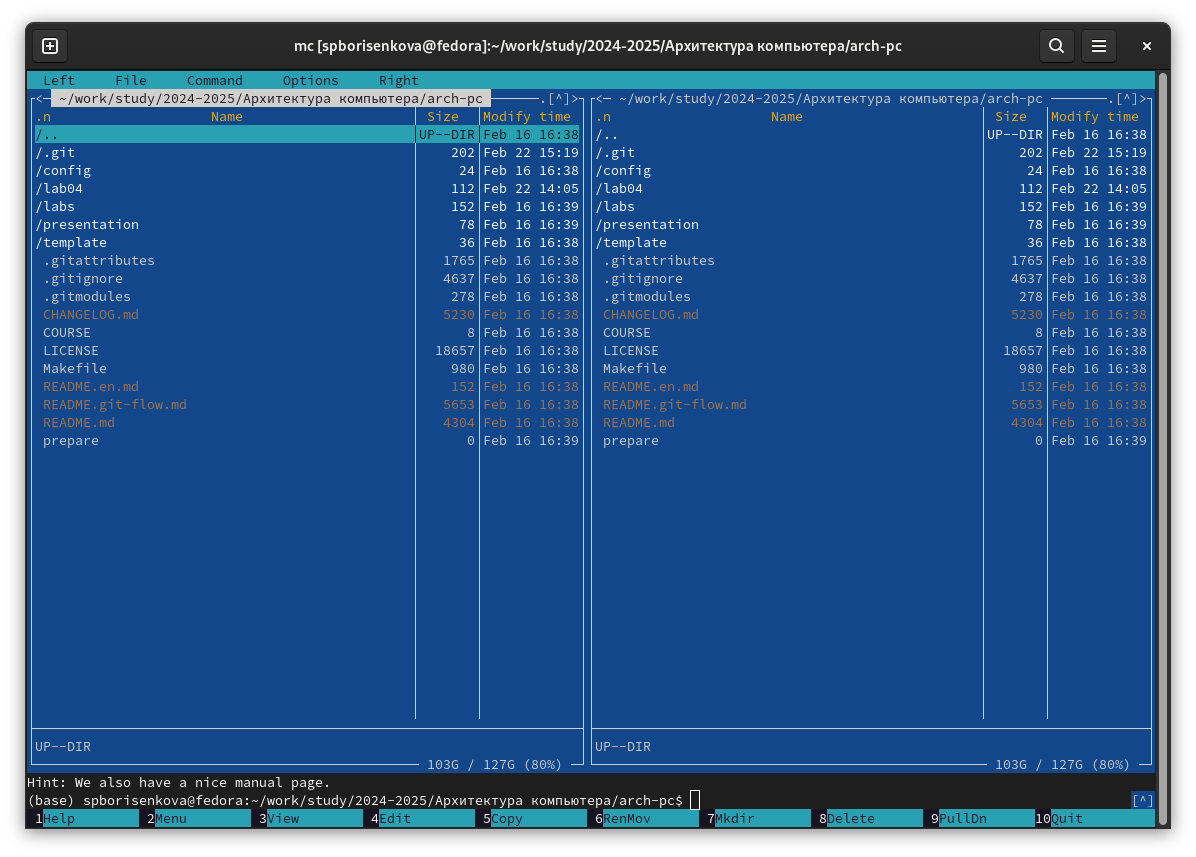 mc [spborisenkova@fedora]:~/work/study/2024-2025/Архитектура компьютера/arch-pc
Left File Command Options Right
<─ ~/work/study/2024-2025/Архитектура компьютера/arch-pc ─.[^]> <─ ~/work/study/2024-2025/Архитектура компьютера/arch-pc ─.[^]>
.n Name Size Modify time .n Name Size Modify time
/.. UP--DIR Feb 16 16:38 /.. UP--DIR Feb 16 16:38
/.git 202 Feb 22 15:19 /.git 202 Feb 22 15:19
/config 24 Feb 16 16:38 /config 24 Feb 16 16:38
/lab04 112 Feb 22 14:05 /lab04 112 Feb 22 14:05
/labs 152 Feb 16 16:39 /labs 152 Feb 16 16:39
/presentation 78 Feb 16 16:39 /presentation 78 Feb 16 16:39
/template 36 Feb 16 16:38 /template 36 Feb 16 16:38
.gitattributes 1765 Feb 16 16:38 .gitattributes 1765 Feb 16 16:38
.gitignore 4637 Feb 16 16:38 .gitignore 4637 Feb 16 16:38
.gitmodules 278 Feb 16 16:38 .gitmodules 278 Feb 16 16:38
CHANGELOG.md 5230 Feb 16 16:38 CHANGELOG.md 5230 Feb 16 16:38
COURSE 8 Feb 16 16:38 COURSE 8 Feb 16 16:38
LICENSE 18657 Feb 16 16:38 LICENSE 18657 Feb 16 16:38
Makefile 980 Feb 16 16:38 Makefile 980 Feb 16 16:38
README.en.md 152 Feb 16 16:38 README.en.md 152 Feb 16 16:38
README.git-flow.md 5653 Feb 16 16:38 README.git-flow.md 5653 Feb 16 16:38
README.md 4304 Feb 16 16:38 README.md 4304 Feb 16 16:38
prepare 0 Feb 16 16:39 prepare 0 Feb 16 16:39
UP--DIR UP--DIR
103G / 127G (80%) 103G / 127G (80%)
Hint: We also have a nice manual page.
(base) spborisenkova@fedora:~/work/study/2024-2025/Архитектура компьютера/arch-pc$ [^]
1Help 2Menu 3View 4Edit 5Copy 6RenMov 7Mkdir 8Delete 9PullDn 10Quit